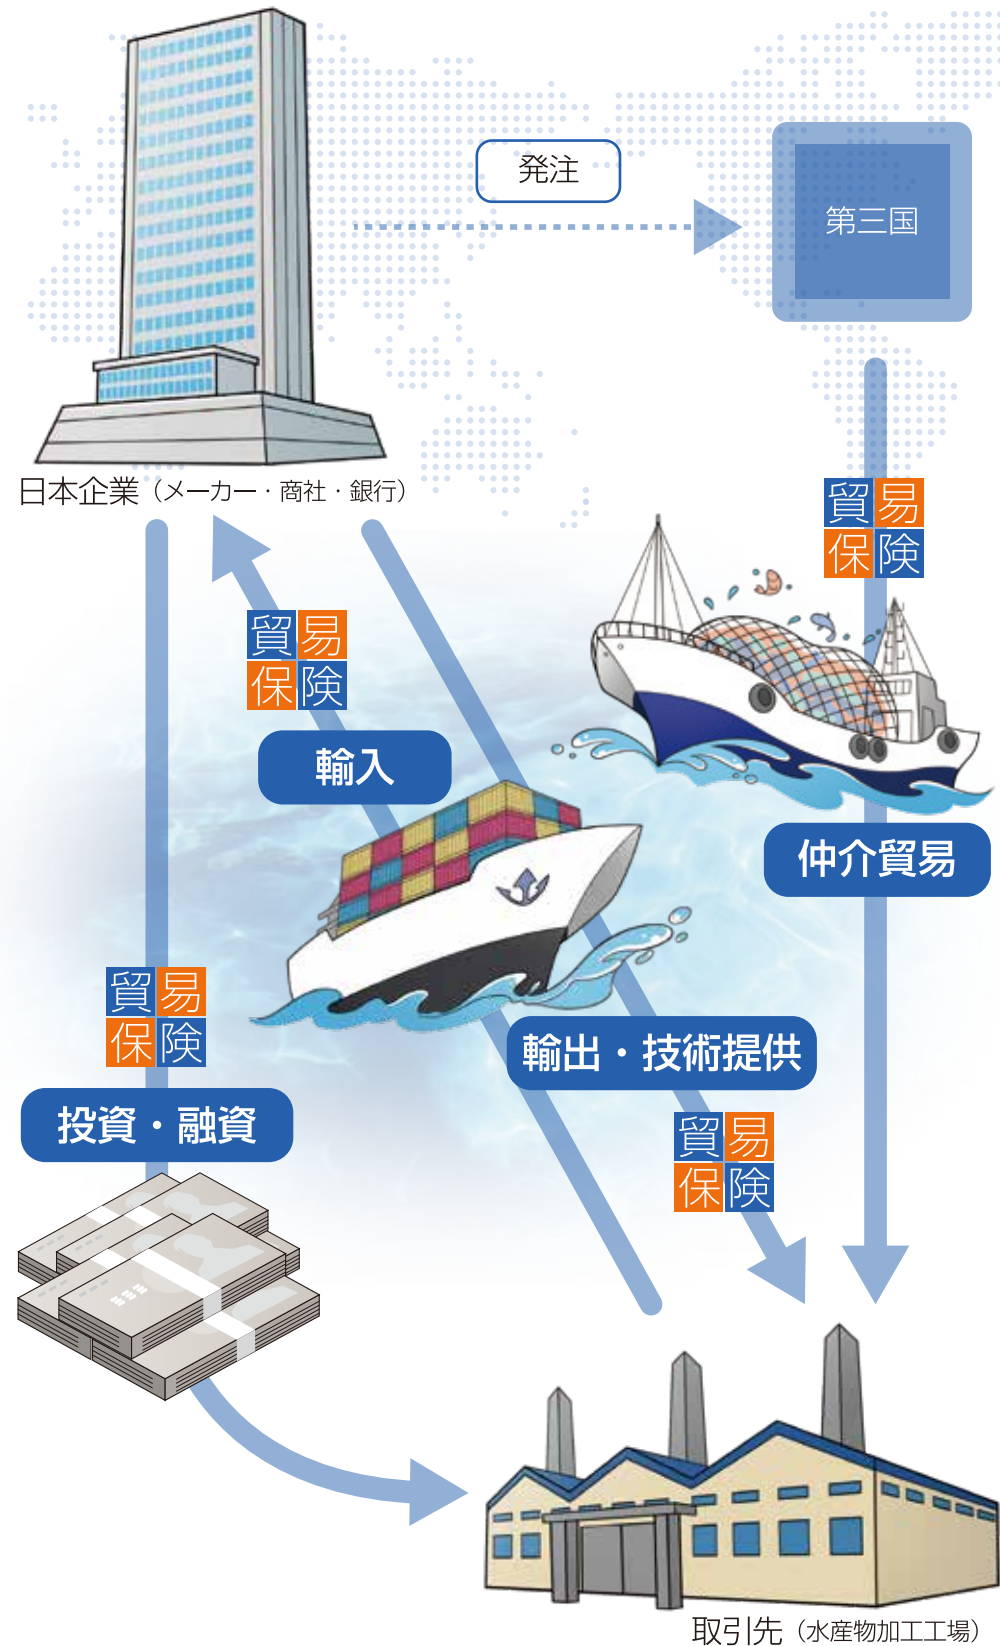 発注
第三国
日本企業（メーカー・商社・銀行）
貿易
保険
貿易
保険
輸入
仲介貿易
貿易
保険
輸出・技術提供
投資・融資
貿易
保険
取引先（水産物加工工場）